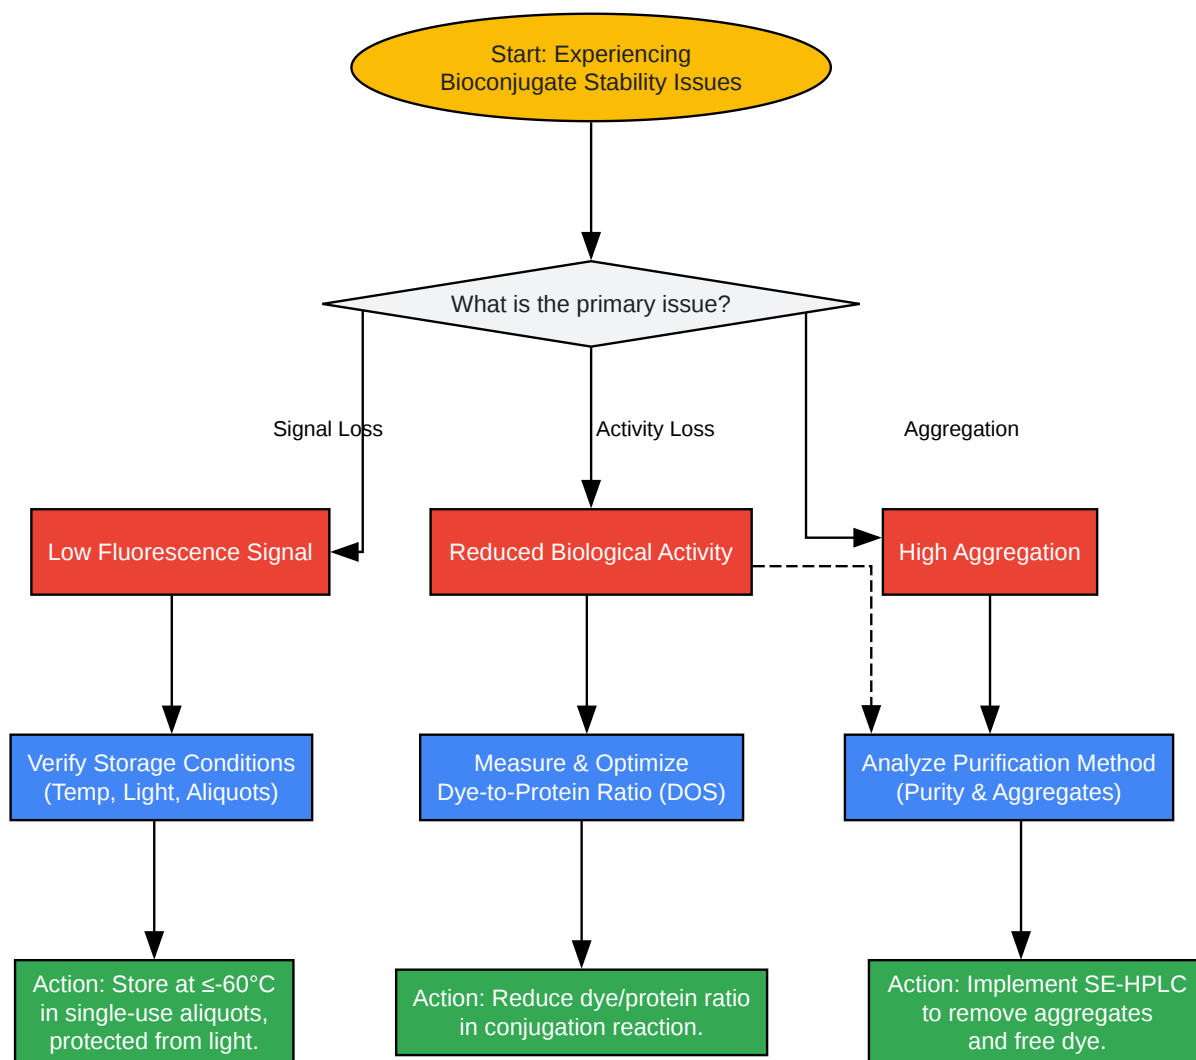 Start: Experiencing
Bioconjugate Stability Issues
What is the primary issue?
Signal Loss
Activity Loss
Aggregation
Low Fluorescence Signal
Reduced Biological Activity
High Aggregation
Verify Storage Conditions
(Temp, Light, Aliquots)
Measure & Optimize
Dye-to-Protein Ratio (DOS)
Analyze Purification Method
(Purity & Aggregates)
Action: Store at ≤-60°C
in single-use aliquots,
protected from light.
Action: Reduce dye/protein ratio
in conjugation reaction.
Action: Implement SE-HPLC
to remove aggregates
and free dye.